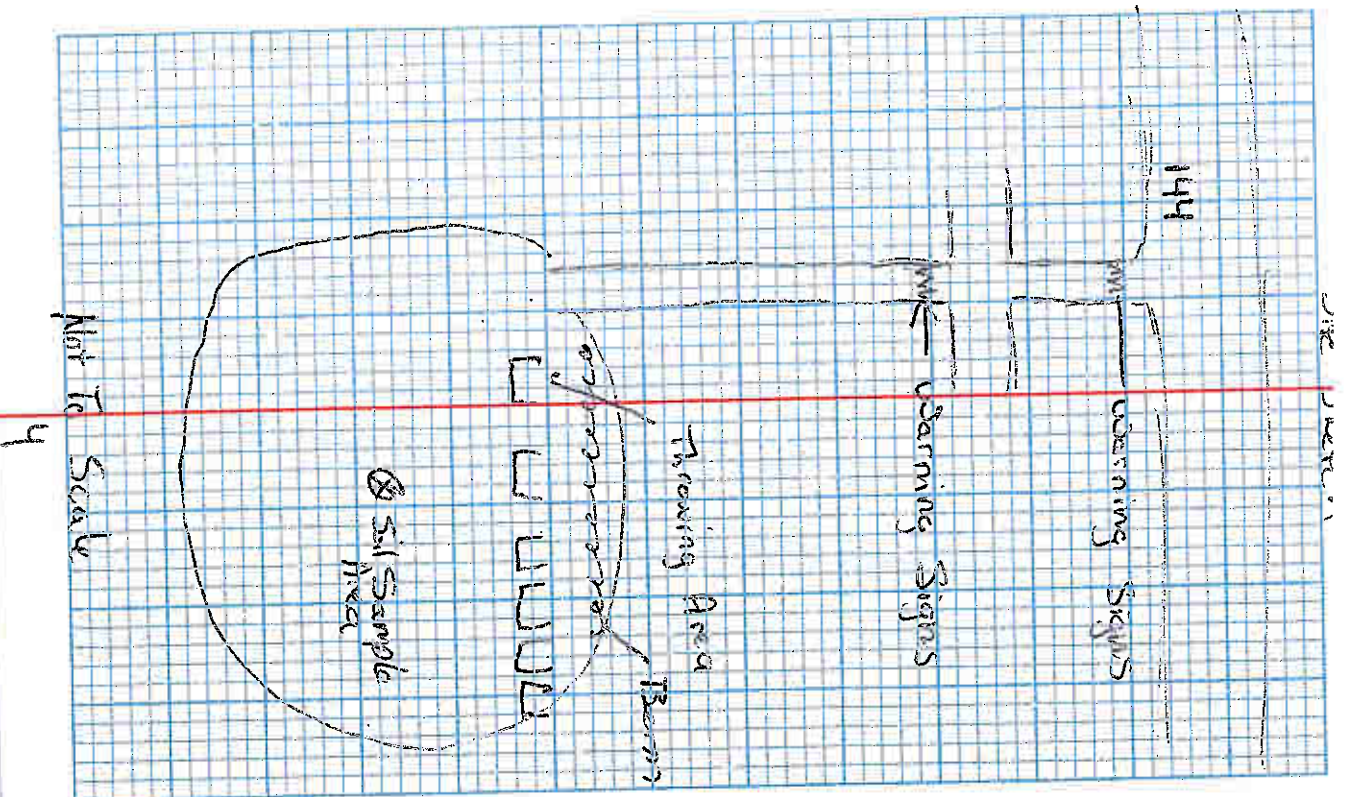 144
Warning Signs
Warning Signs
Throwing Area
Berm
Soil Sample
Area
Not To Scale
4